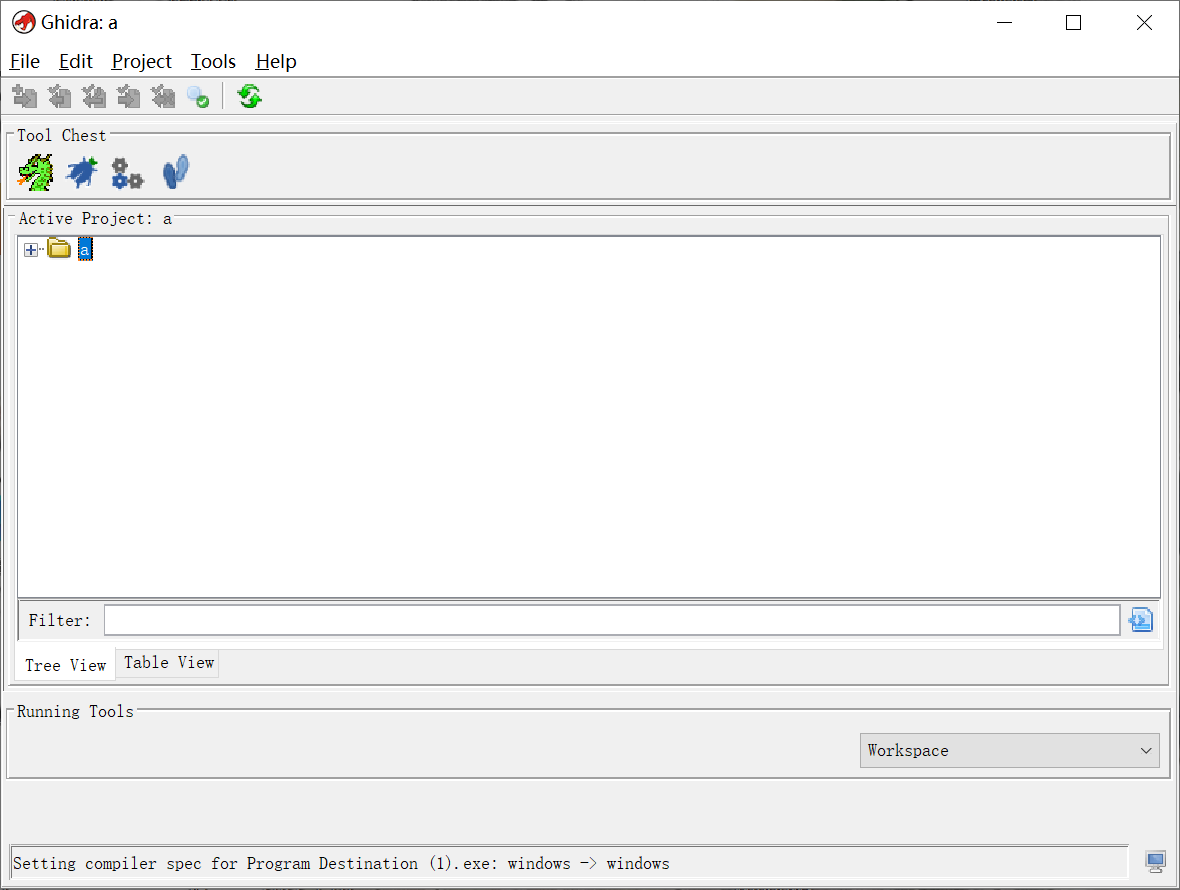 Ghidra: a
File Edit Project Tools Help
Tool Chest
Active Project: a
a
Filter:
Tree View Table View
Running Tools
Workspace
Setting compiler spec for Program Destination (1).exe: windows -> windows